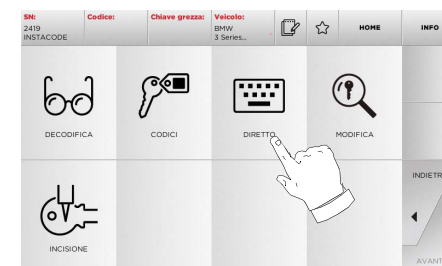 SN: Codice: Chiave grezza: Veicolo:
2419 BMW HOME INFO
INSTACODE 3 Series...
DECODIFICA CODICI DIRETTO MODIFICA
INDIETR
INCISIONE
AVANT